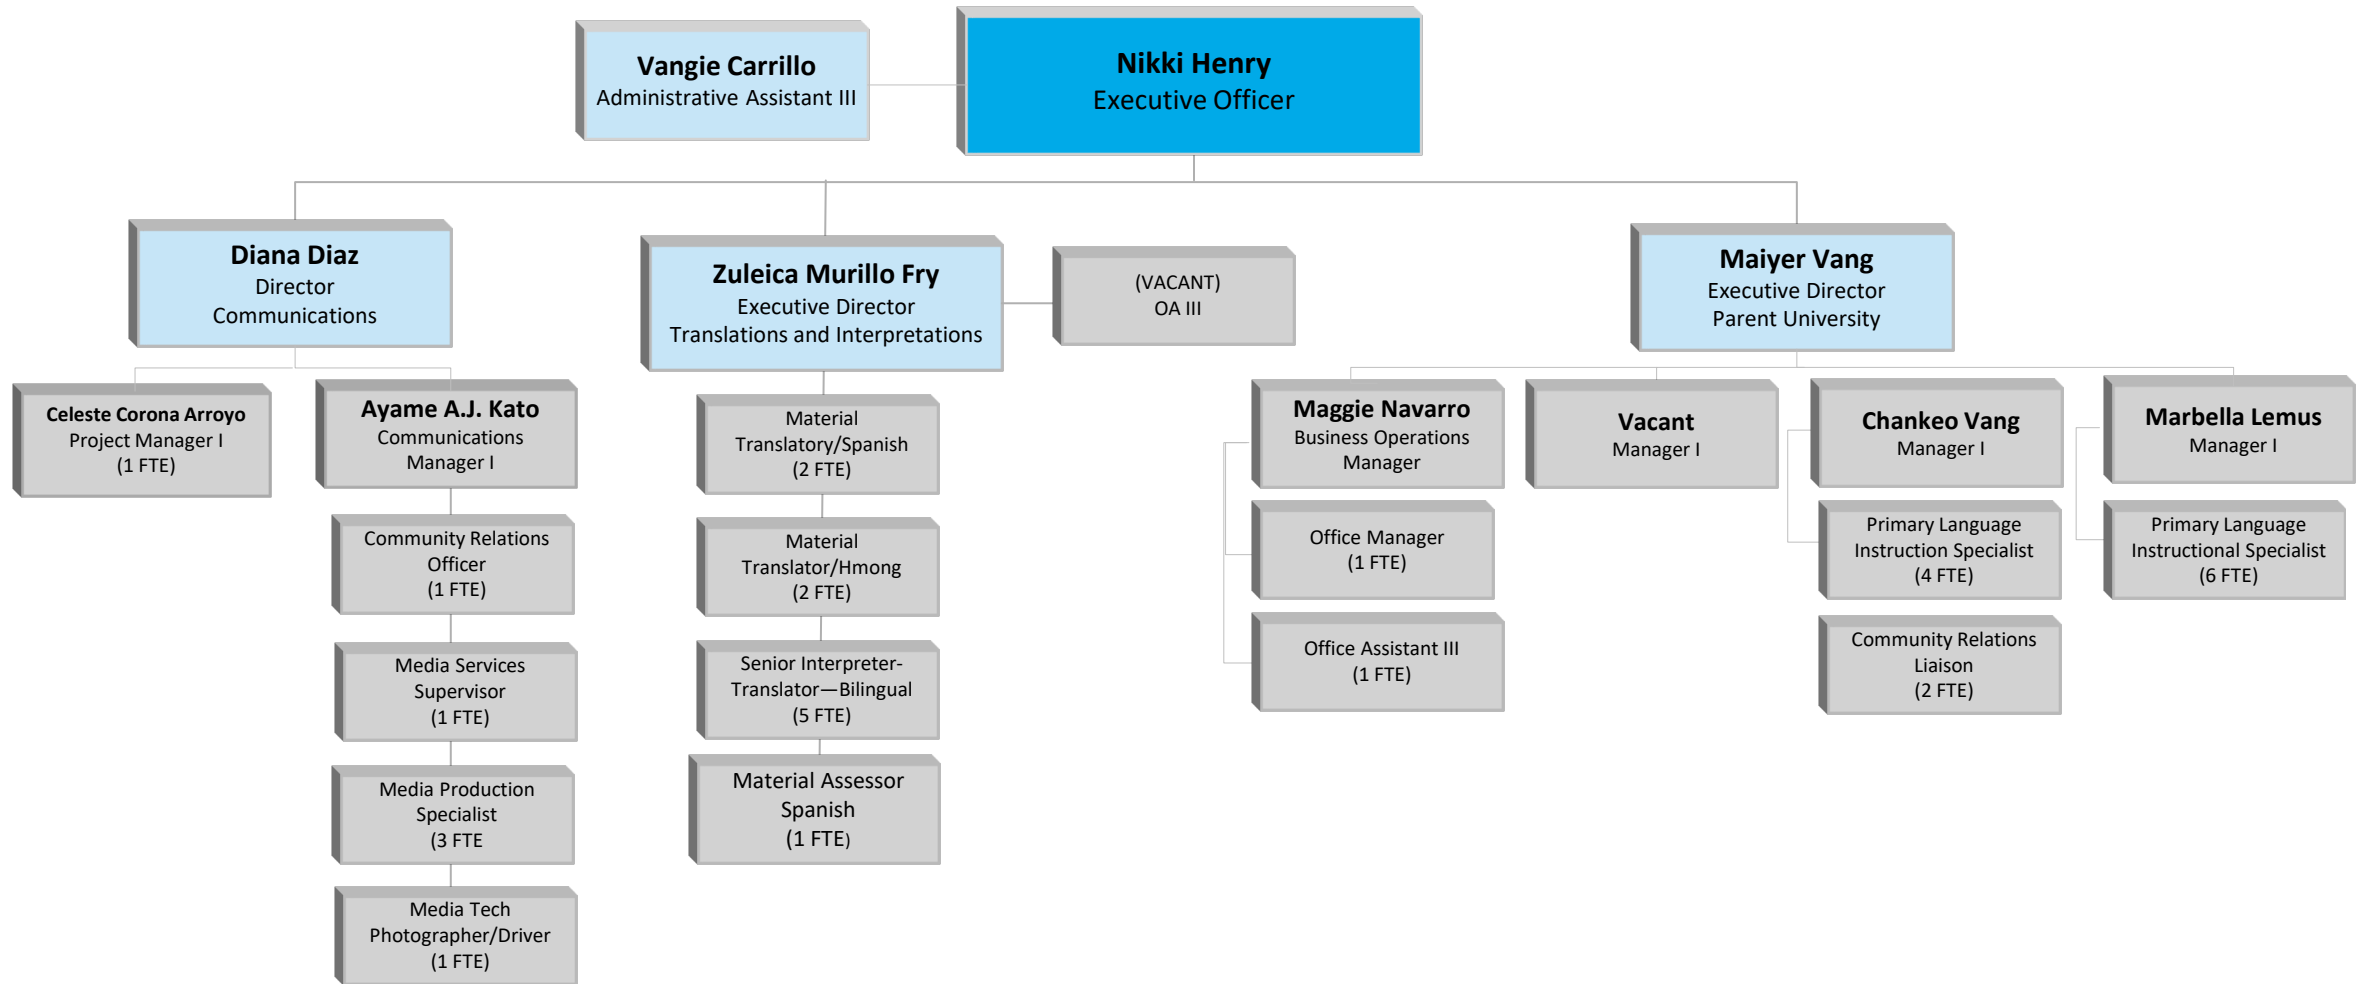 Vangie Carrillo
Administrative Assistant III
Nikki Henry
Executive Officer
Diana Diaz
Director
Communications
Zuleica Murillo Fry
Executive Director
Translations and Interpretations
(VACANT)
OA III
Maiyer Vang
Executive Director
Parent University
Celeste Corona Arroyo
Project Manager I
(1 FTE)
Ayame A.J. Kato
Communications
Manager I
Community Relations
Officer
(1 FTE)
Media Services
Supervisor
(1 FTE)
Media Production
Specialist
(3 FTE
Media Tech
Photographer/Driver
(1 FTE)
Material
Translatory/Spanish
(2 FTE)
Material
Translator/Hmong
(2 FTE)
Senior Interpreter-
Translator—Bilingual
(5 FTE)
Material Assessor
Spanish
(1 FTE)
Maggie Navarro
Business Operations
Manager
Office Manager
(1 FTE)
Office Assistant III
(1 FTE)
Vacant
Manager I
Chankeo Vang
Manager I
Primary Language
Instruction Specialist
(4 FTE)
Community Relations
Liaison
(2 FTE)
Marbella Lemus
Manager I
Primary Language
Instructional Specialist
(6 FTE)